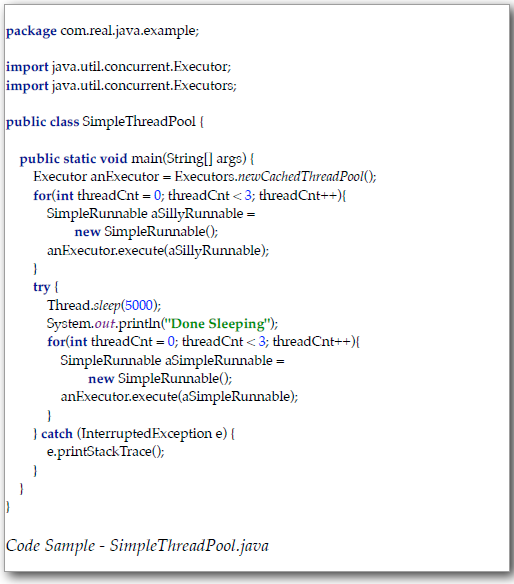 package com.real.java.example;
import java.util.concurrent.Executor;
import java.util.concurrent.Executors;
public class SimpleThreadPool {
public static void main(String[] args) {
Executor anExecutor = Executors.newCachedThreadPool();
for(int threadCnt = 0; threadCnt < 3; threadCnt++){
SimpleRunnable aSillyRunnable =
new SimpleRunnable();
anExecutor.execute(aSillyRunnable);
}
try {
Thread.sleep(5000);
System.out.println("Done Sleeping");
for(int threadCnt = 0; threadCnt < 3; threadCnt++){
SimpleRunnable aSimpleRunnable =
new SimpleRunnable();
anExecutor.execute(aSimpleRunnable);
}
} catch (InterruptedException e) {
e.printStackTrace();
}
}
}
Code Sample - SimpleThreadPool.java